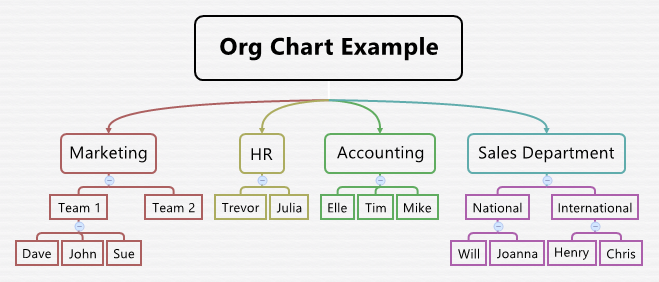 Org Chart Example
Marketing
HR
Accounting
Sales Department
Team 1
Team 2
Trevor
Julia
Elle
Tim
Mike
National
International
Dave
John
Sue
Will
Joanna
Henry
Chris